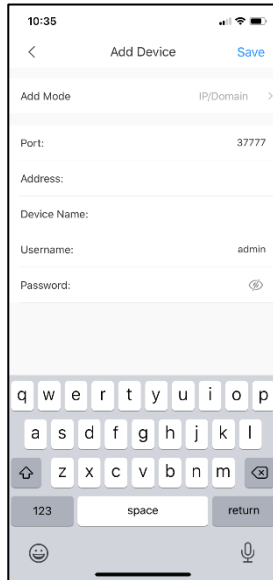 10:35
Add Device Save
Add Mode IP/Domain
Port: 37777
Address:
Device Name:
Username: admin
Password:
q w e r t y u i o p
a s d f g h j k l
z x c v b n m
123 space return